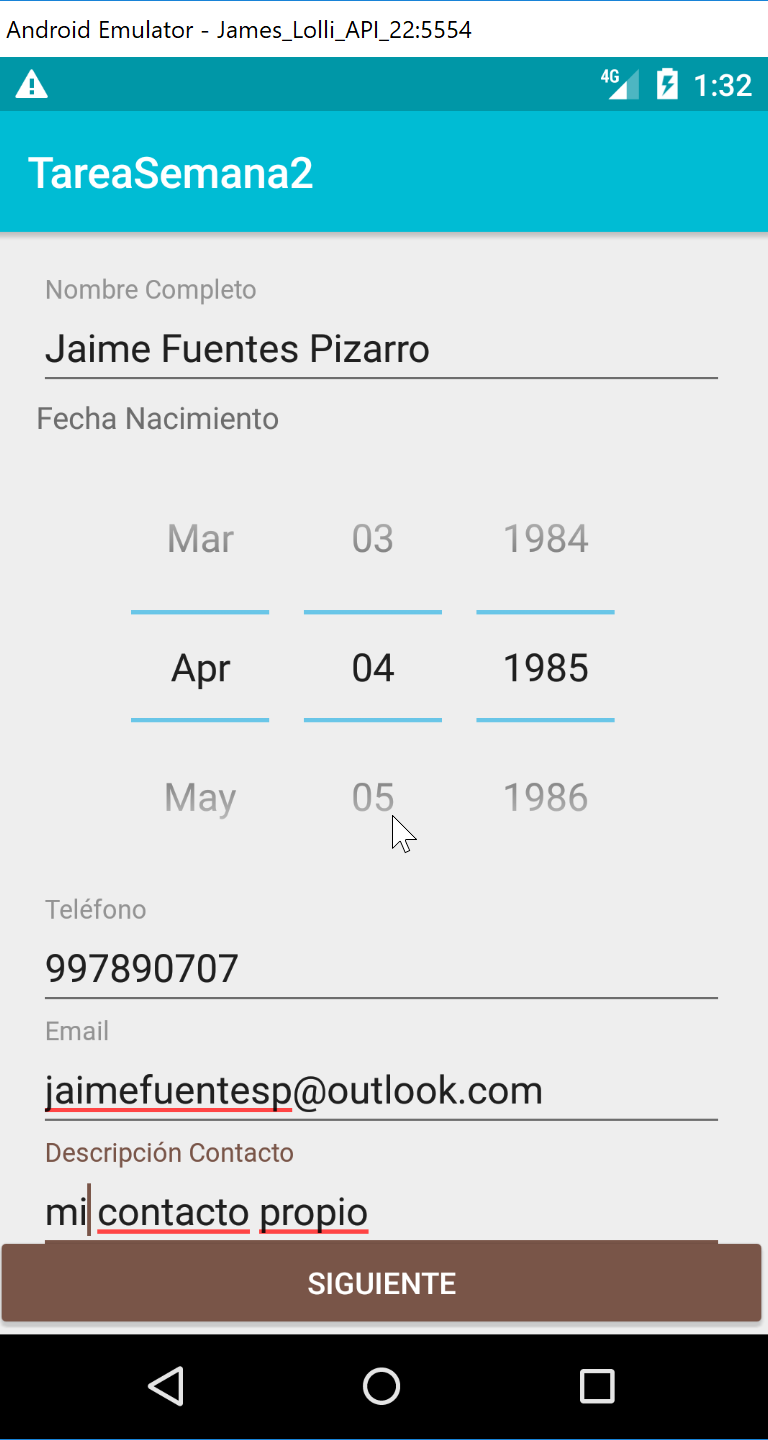 Android Emulator - James_Lolli_API_22:5554
4G 1:32
TareaSemana2
Nombre Completo
Jaime Fuentes Pizarro
Fecha Nacimiento
Mar 03 1984
Apr 04 1985
May 05 1986
Teléfono
997890707
Email
jaimefuentesp@outlook.com
Descripción Contacto
mi contacto propio
SIGUIENTE